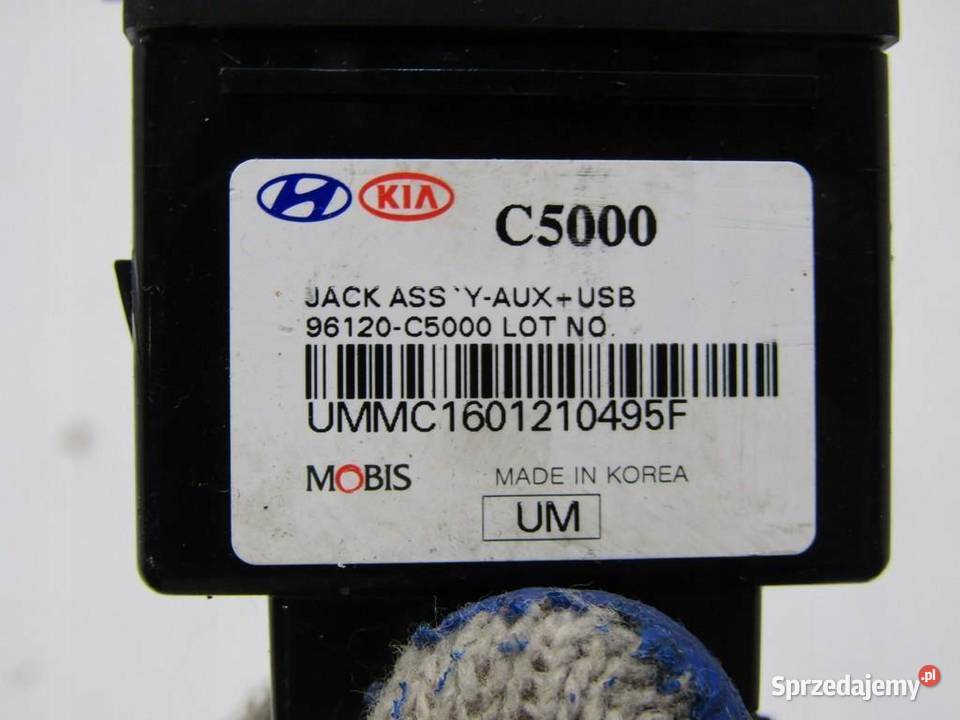 KIA C5000
JACK ASS`Y-AUX+USB
96120-C5000 LOT NO.
UMMC1601210495F
MOBIS MADE IN KOREA
UM
Sprzedajemy.pl